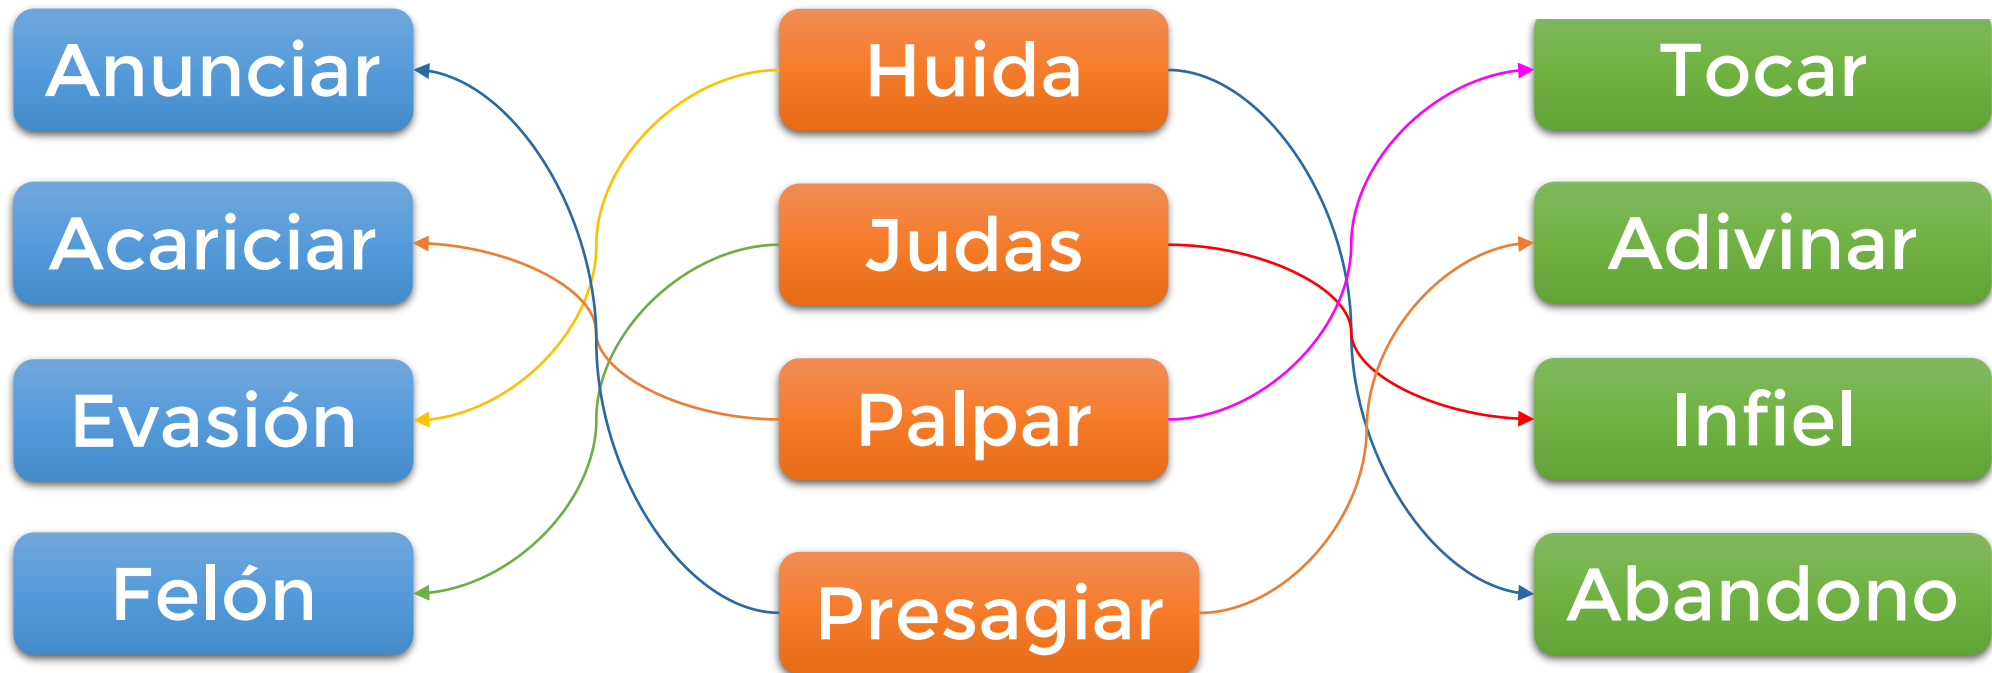 Anunciar
Huida
Tocar
Acariciar
Judas
Adivinar
Evasión
Palpar
Infiel
Felón
Presagiar
Abandono